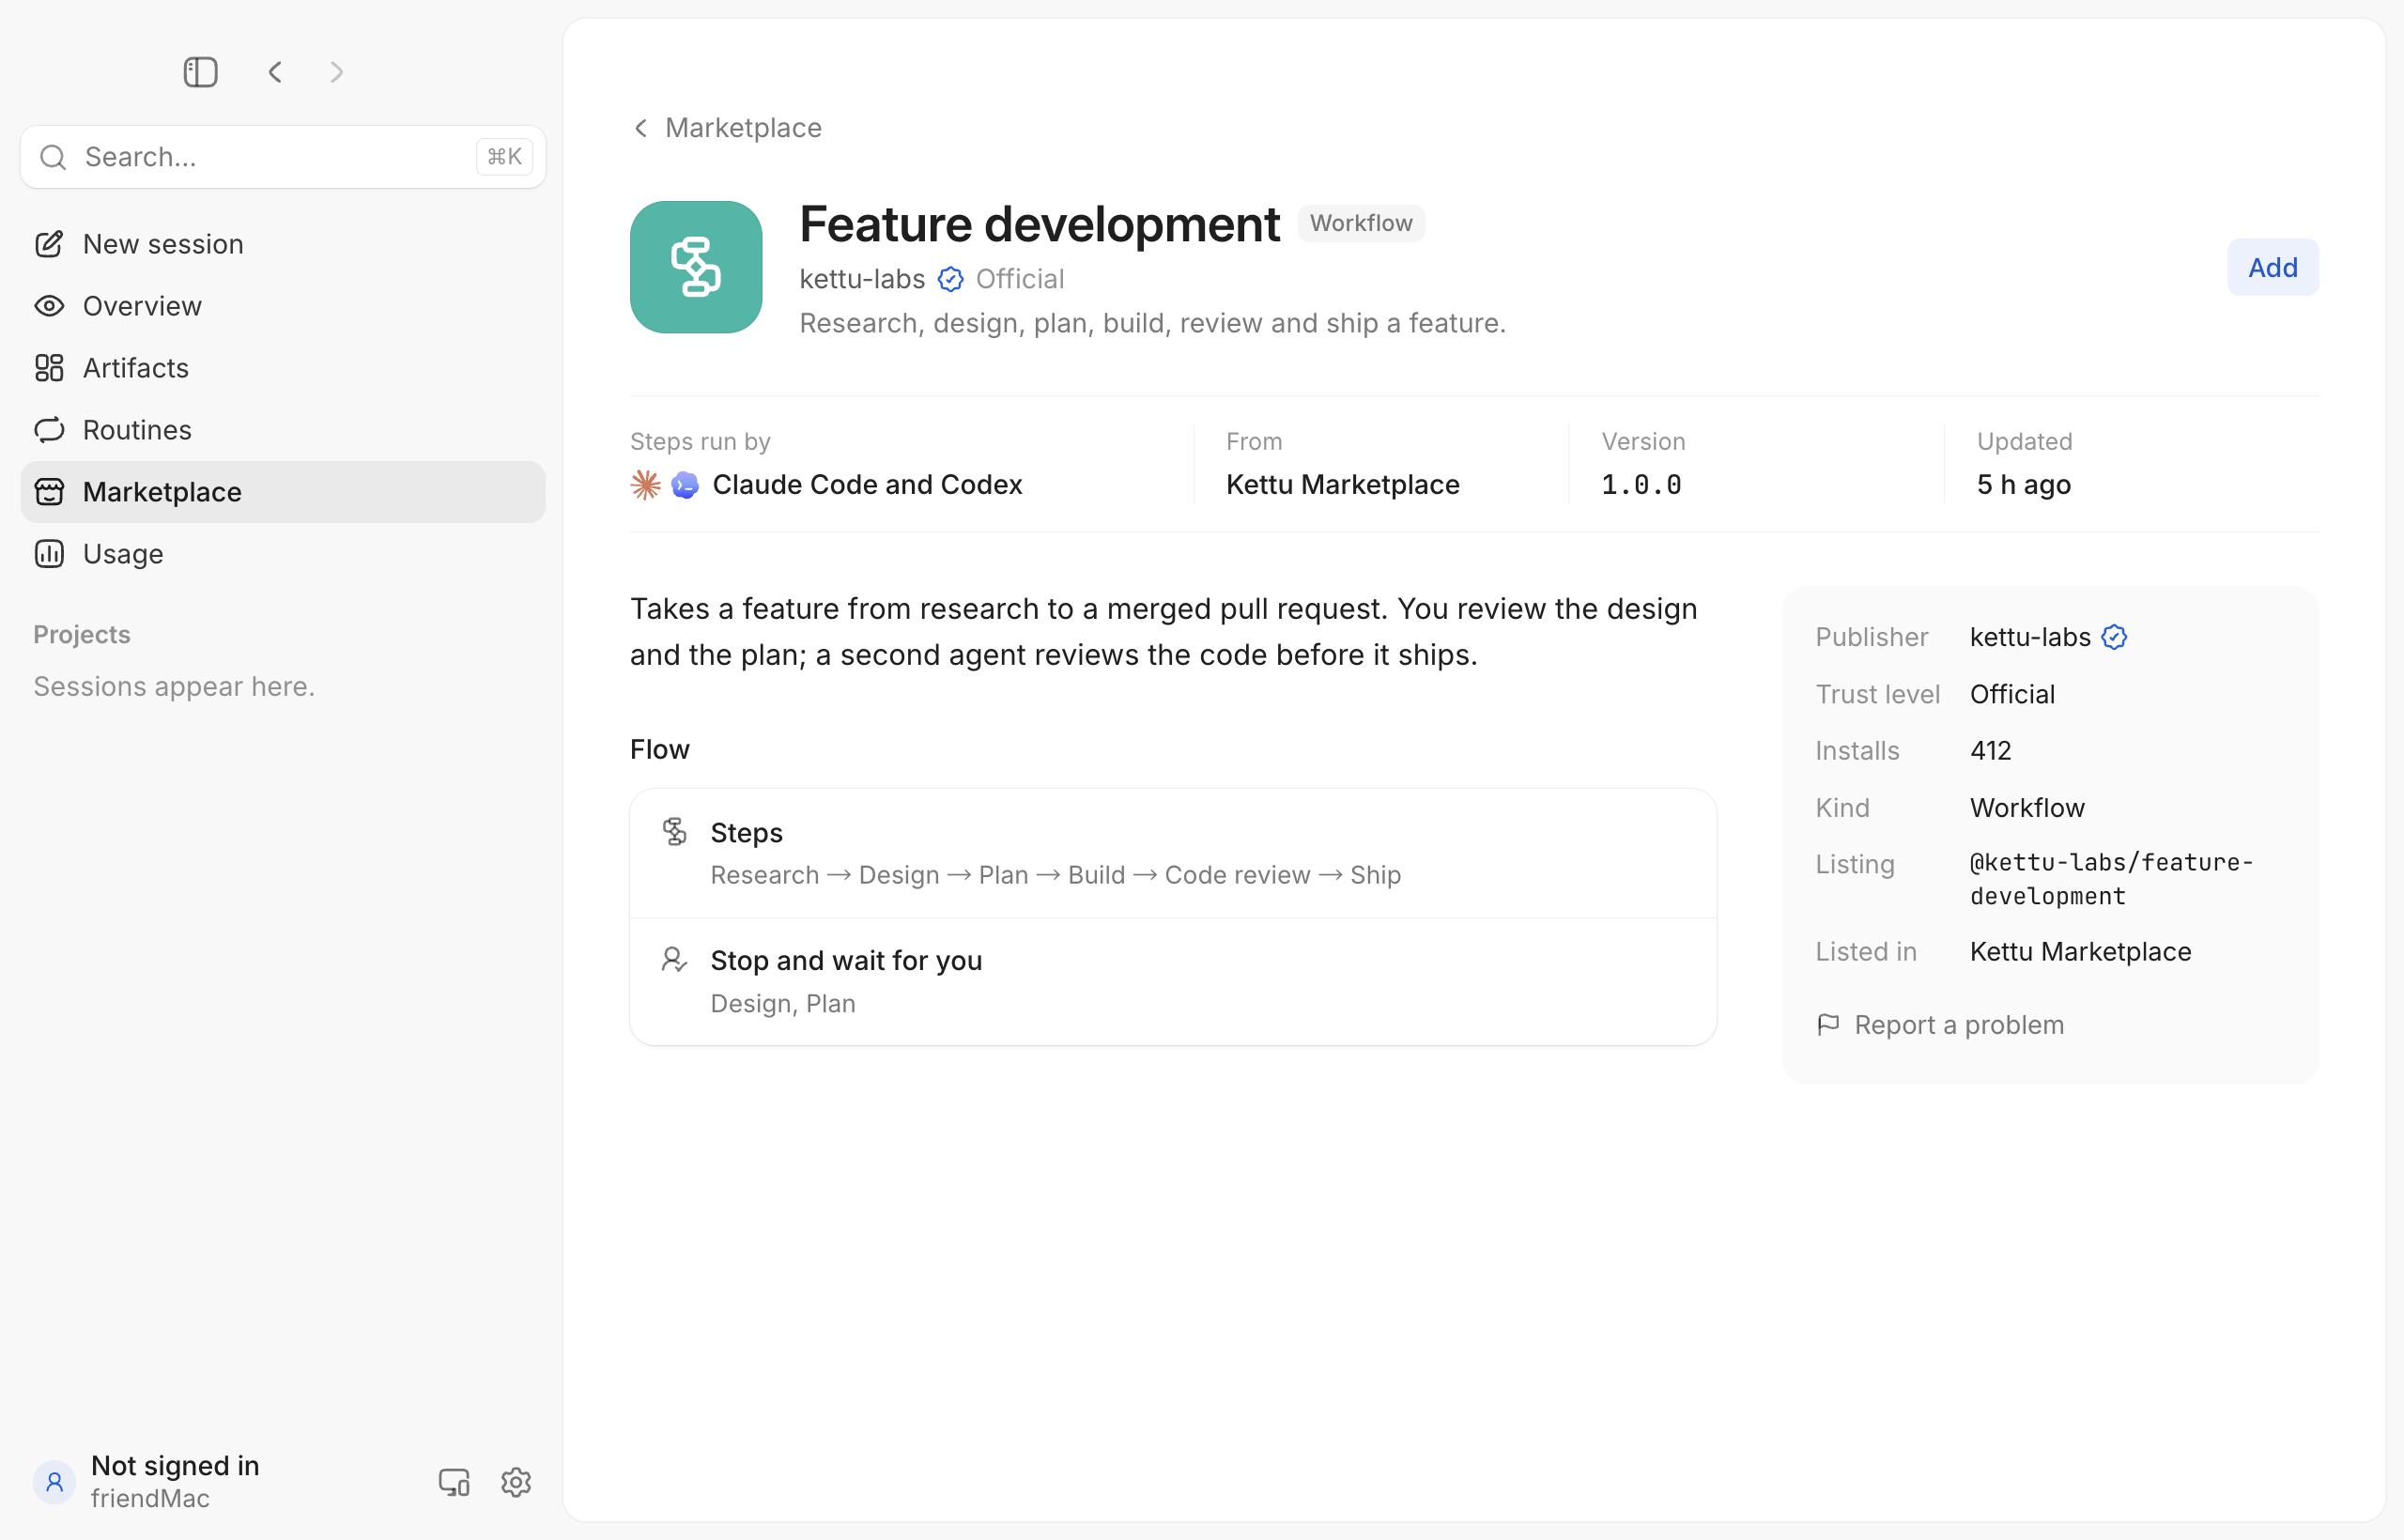 Search...
⌘K
New session
Overview
Artifacts
Routines
Marketplace
Usage
Projects
Sessions appear here.
Not signed in
friendMac
Marketplace
Feature development
Workflow
kettu-labs Official
Research, design, plan, build, review and ship a feature.
Add
Steps run by
Claude Code and Codex
From
Kettu Marketplace
Version
1.0.0
Updated
5 h ago
Takes a feature from research to a merged pull request. You review the design
and the plan; a second agent reviews the code before it ships.
Flow
Steps
Research → Design → Plan → Build → Code review → Ship
Stop and wait for you
Design, Plan
Publisher kettu-labs
Trust level Official
Installs 412
Kind Workflow
Listing @kettu-labs/feature-
development
Listed in Kettu Marketplace
Report a problem